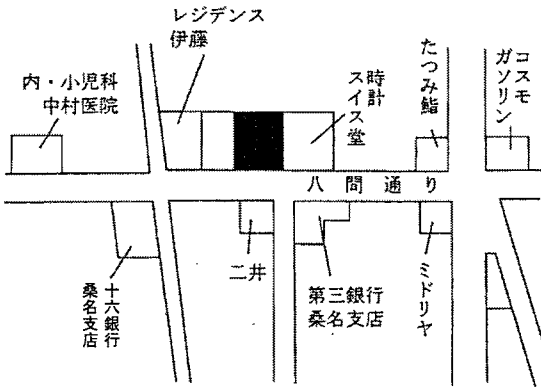 レジデンス
伊藤
内・小児科
中村医院
時計
スイス堂
たつみ鮨
コスモ
ガソリン
八間通り
十六銀行
桑名支店
二井
第三銀行
桑名支店
ミドリヤ